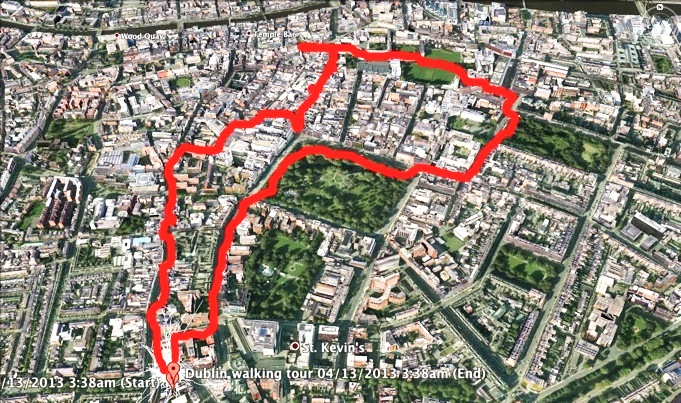 Wood Quay
Temple Bar
St. Kevin's
/13/2013 3:38am (Start)
Dublin walking tour 04/13/2013 3:38am (End)